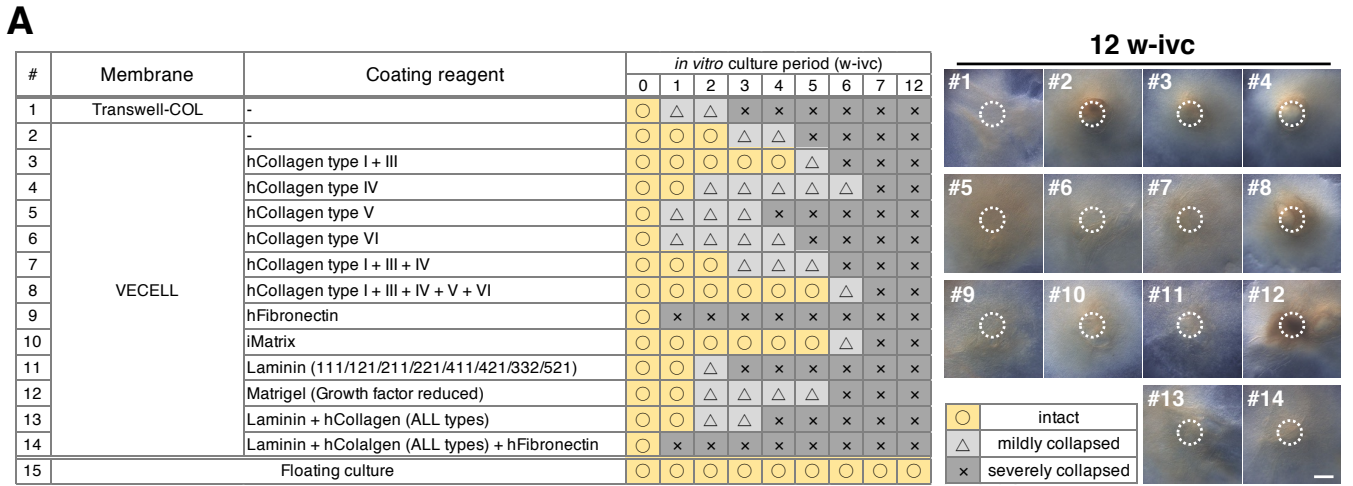 A
# Membrane Coating reagent in vitro culture period (w-ivc)
0 1 2 3 4 5 6 7 12
1 Transwell-COL - ○ △ △ × × × × × ×
2 - ○ ○ ○ △ △ × × × ×
3 hCollagen type I + III ○ ○ ○ ○ ○ △ × × ×
4 hCollagen type IV ○ ○ △ △ △ △ △ × ×
5 hCollagen type V ○ △ △ △ × × × × ×
6 hCollagen type VI ○ △ △ △ △ × × × ×
7 hCollagen type I + III + IV ○ ○ ○ △ △ △ × × ×
8 VECELL hCollagen type I + III + IV + V + VI ○ ○ ○ ○ ○ ○ △ × ×
9 hFibronectin ○ × × × × × × × ×
10 iMatrix ○ ○ ○ ○ ○ ○ △ × ×
11 Laminin (111/121/211/221/411/421/332/521) ○ ○ △ × × × × × ×
12 Matrigel (Growth factor reduced) ○ ○ △ △ △ △ × × ×
13 Laminin + hCollagen (ALL types) ○ ○ △ △ × × × × ×
14 Laminin + hColalgen (ALL types) + hFibronectin ○ × × × × × × × ×
15 Floating culture ○ ○ ○ ○ ○ ○ ○ ○ ○
12 w-ivc
#1 #2 #3 #4
#5 #6 #7 #8
#9 #10 #11 #12
#13 #14
○ intact
△ mildly collapsed
× severely collapsed